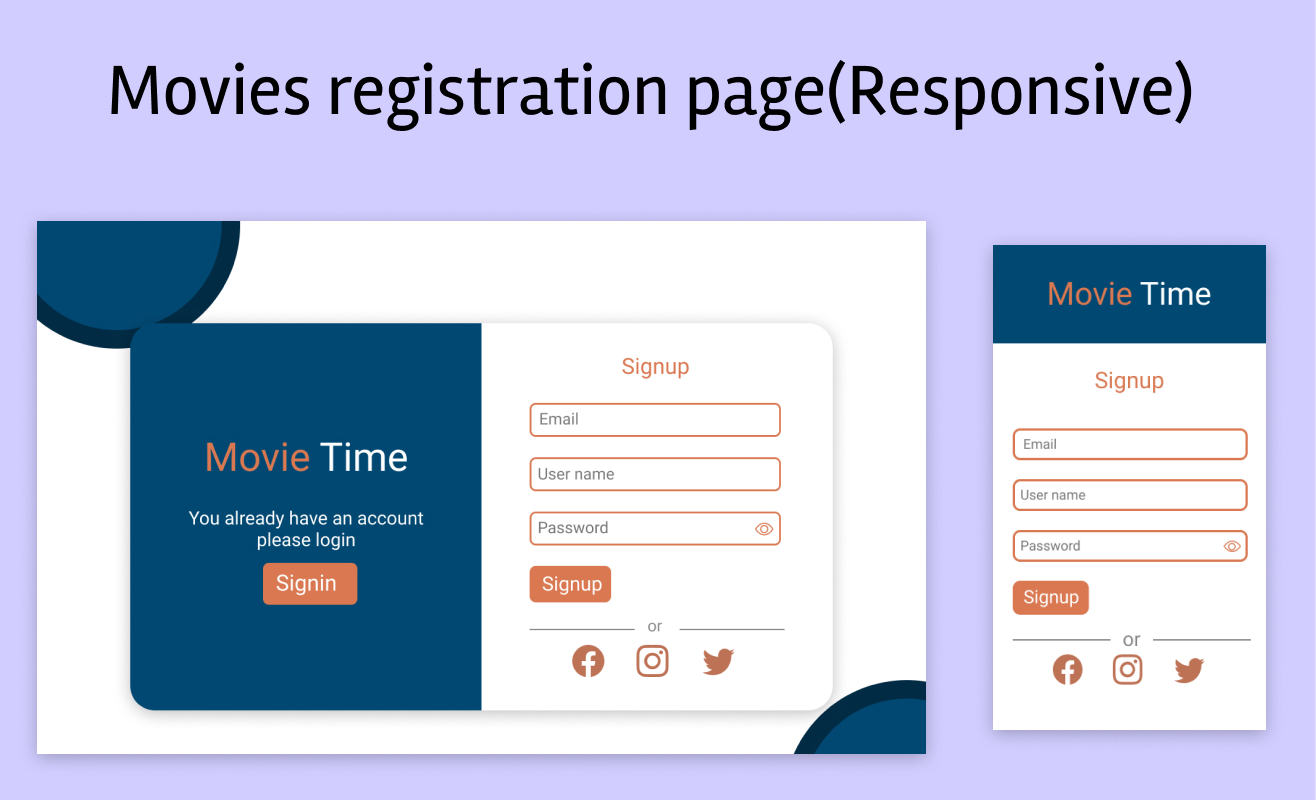 Movies registration page(Responsive)
Movie Time
You already have an account
please login
Signin
Signup
Email
User name
Password
Signup
or
Movie Time
Signup
Email
User name
Password
Signup
or